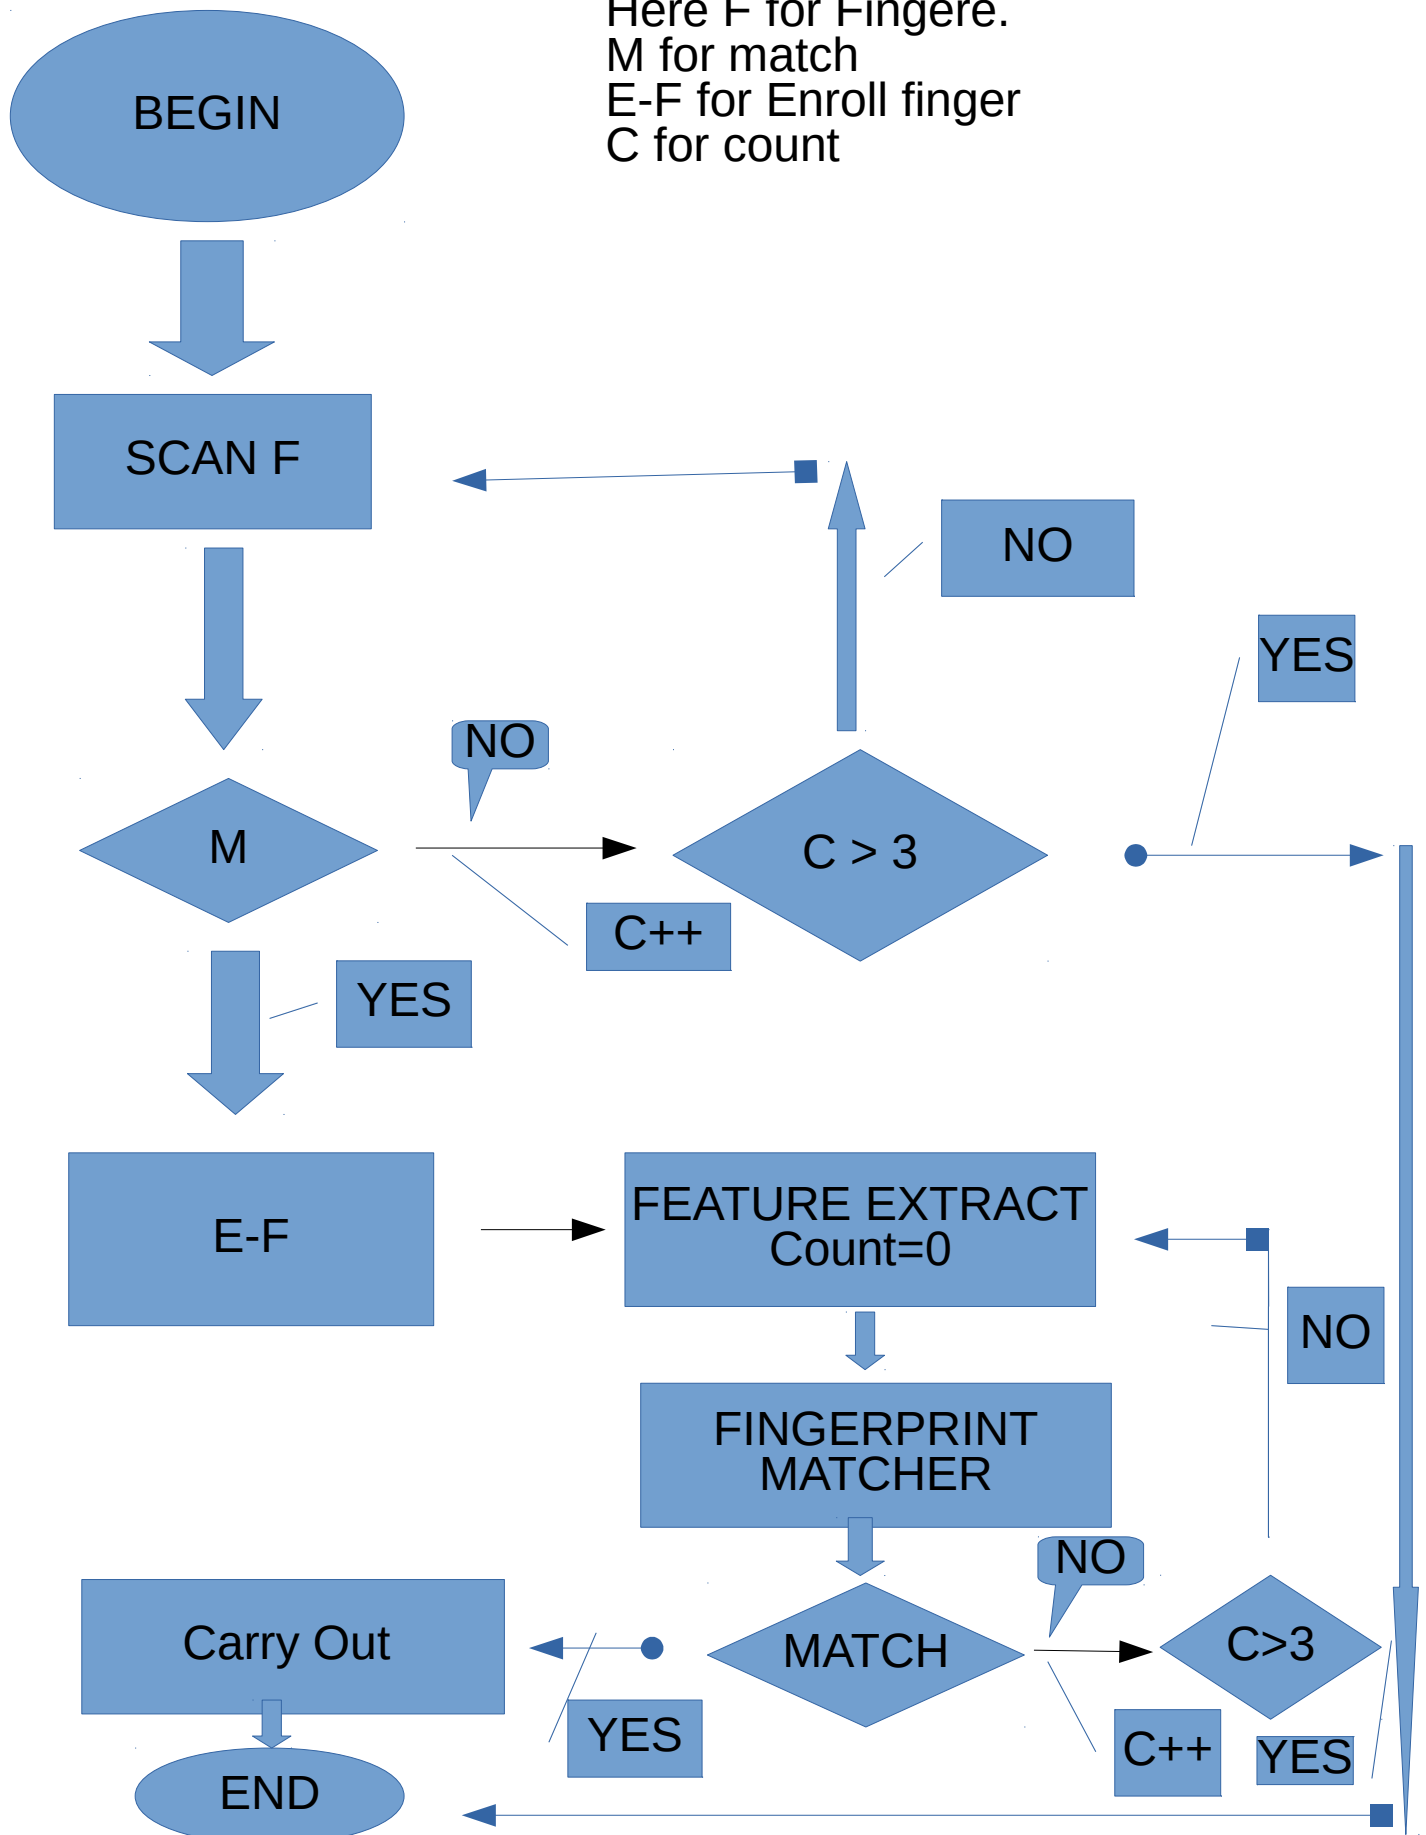 Here F for Fingere.
M for match
E-F for Enroll finger
C for count
BEGIN
SCAN F
NO
YES
NO
M
C > 3
C++
YES
E-F
FEATURE EXTRACT
Count=0
NO
FINGERPRINT
MATCHER
NO
Carry Out
MATCH
C>3
YES
C++
YES
END